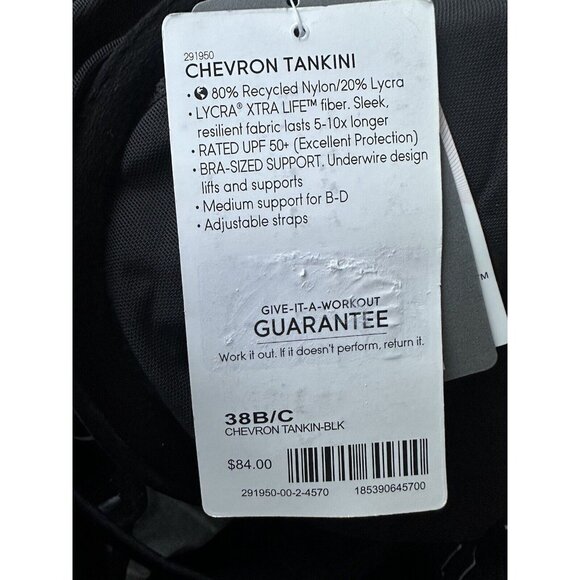 291950
CHEVRON TANKINI
• 80% Recycled Nylon/20% Lycra
• LYCRA® XTRA LIFE™ fiber. Sleek,
resilient fabric lasts 5-10x longer
• RATED UPF 50+ (Excellent Protection)
• BRA-SIZED SUPPORT. Underwire design
lifts and supports
• Medium support for B-D
• Adjustable straps
GIVE-IT-A-WORKOUT
GUARANTEE
Work it out. If it doesn't perform, return it.
TM
38B/C
CHEVRON TANKIN-BLK
$84.00
291950-00-2-4570 185390645700